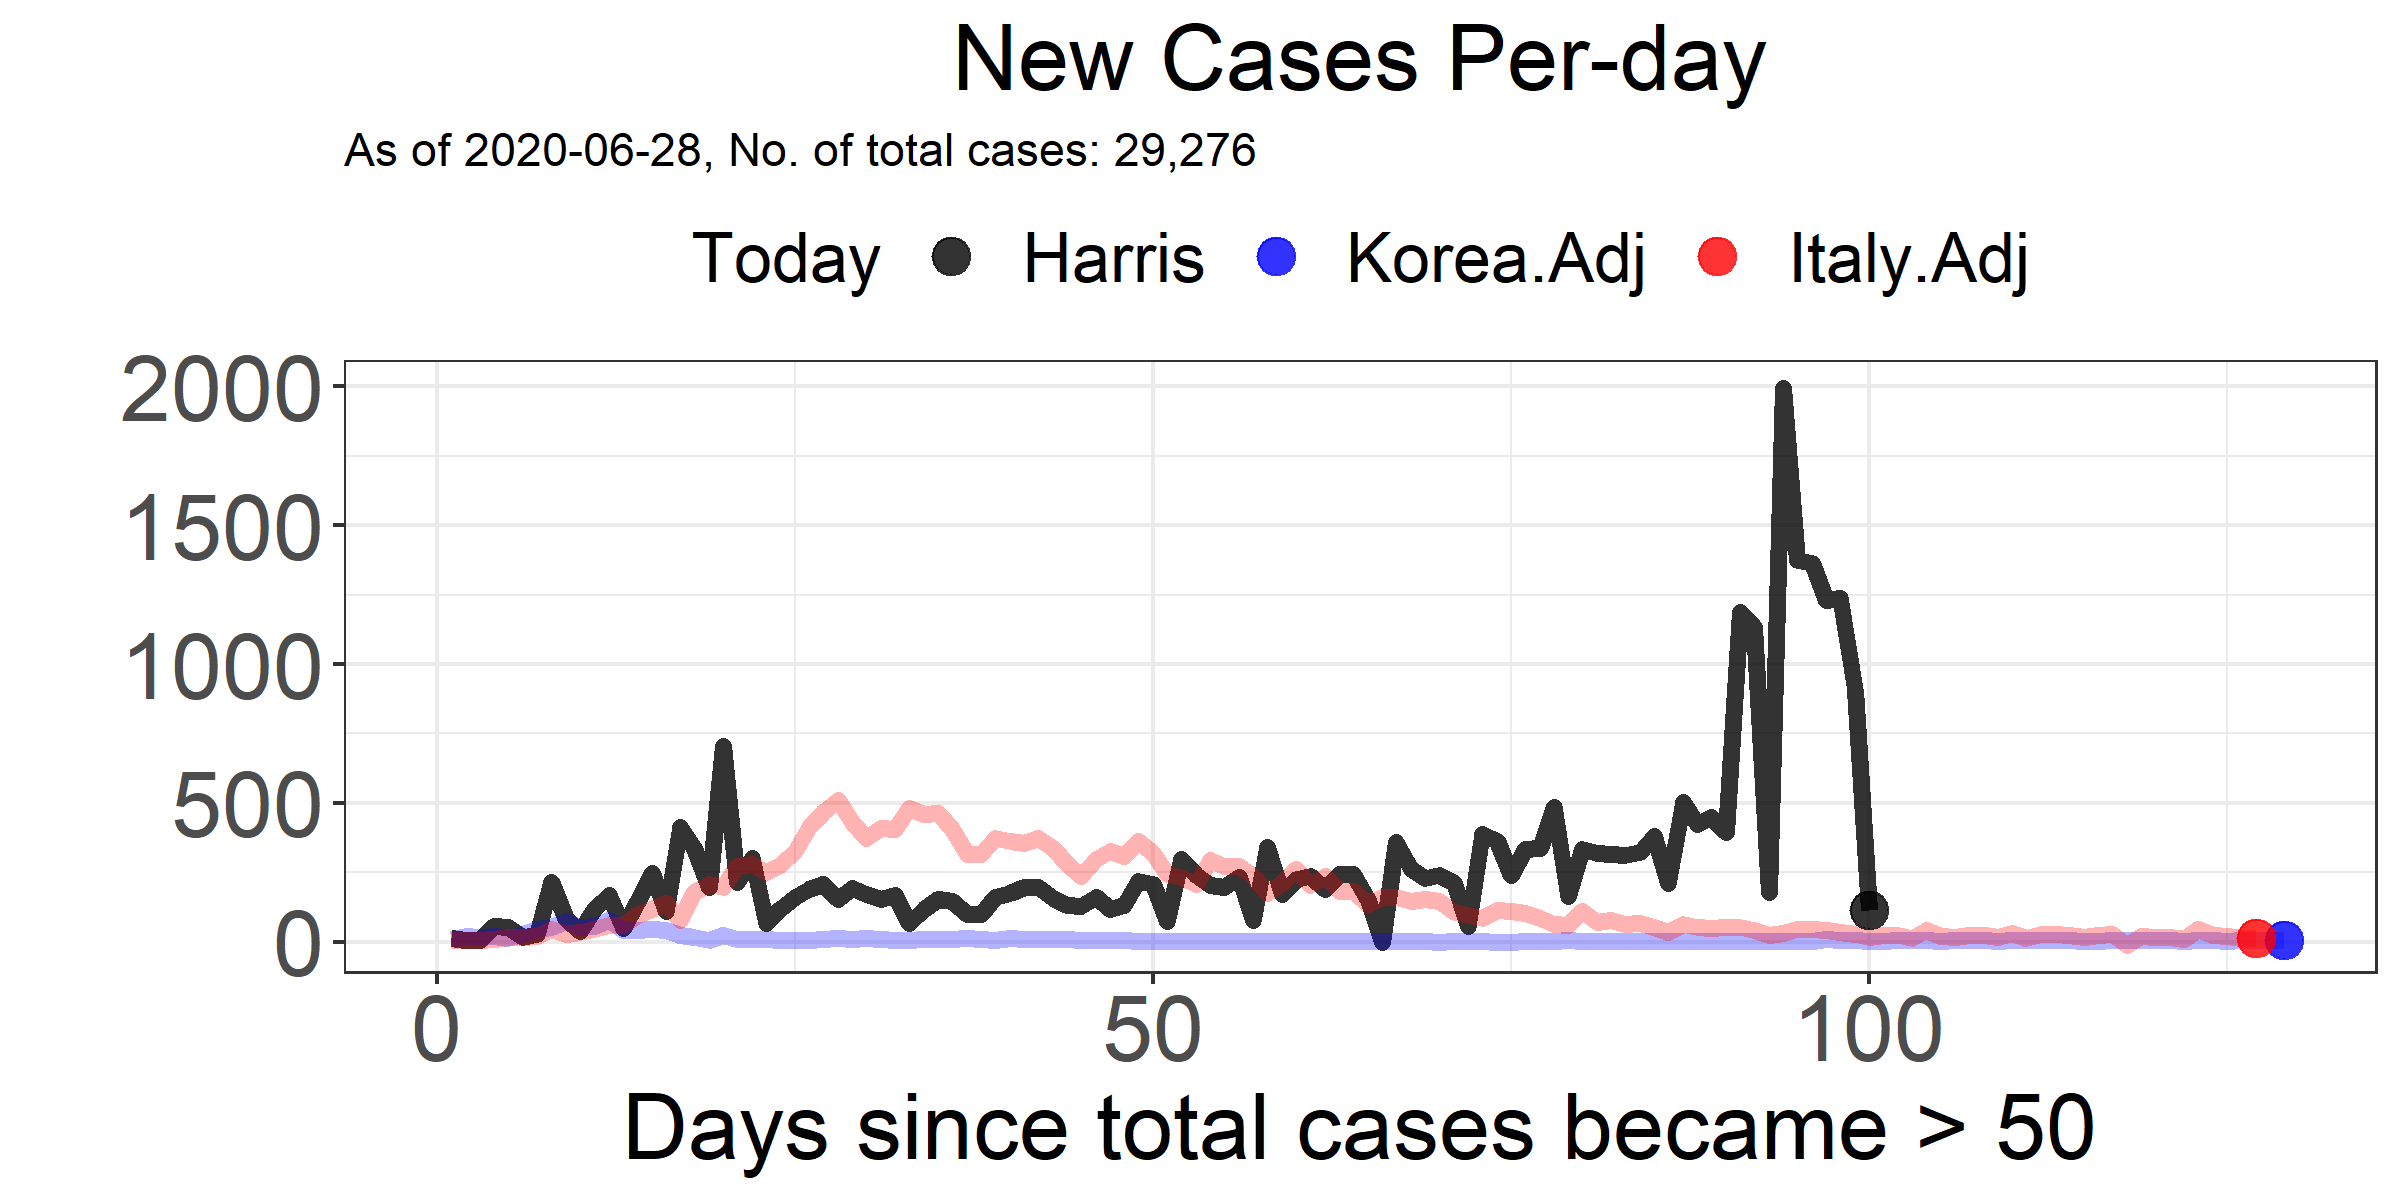 New Cases Per-day
As of 2020-06-28, No. of total cases: 29,276
Today Harris Korea.Adj Italy.Adj
2000
1500
1000
500
0
0 50 100
Days since total cases became > 50